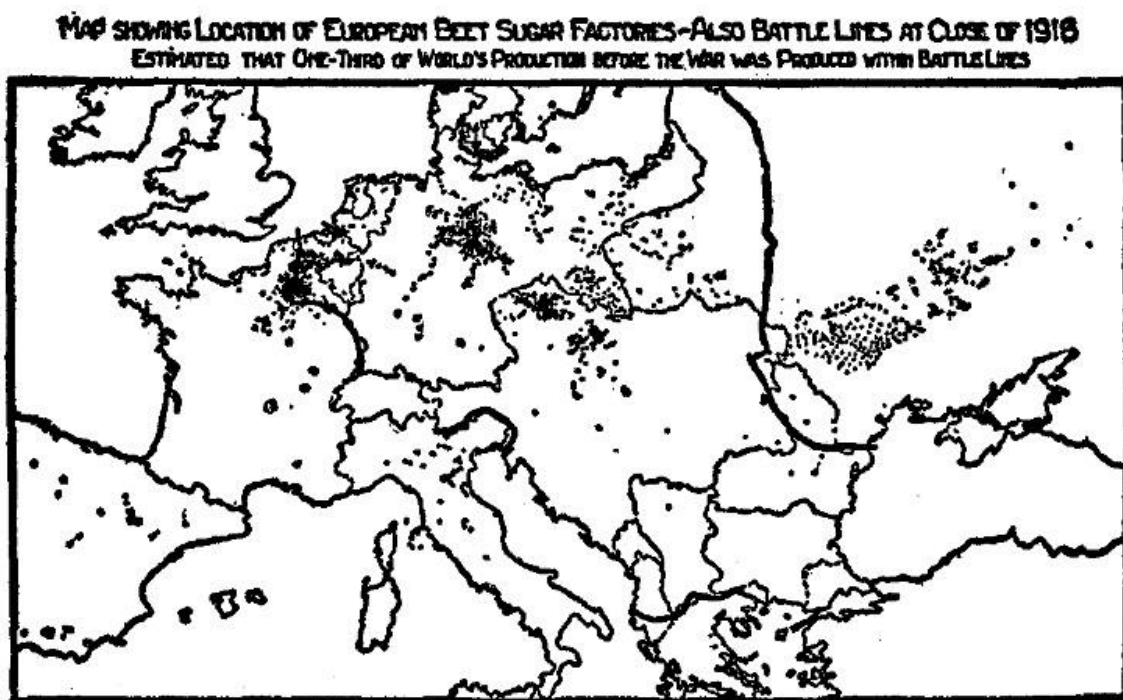 MAP SHOWING LOCATION OF EUROPEAN BEET SUGAR FACTORIES-ALSO BATTLE LINES AT CLOSE OF 1918
ESTIMATED THAT ONE-THIRD OF WORLD'S PRODUCTION BEFORE THE WAR WAS PRODUCED WITHIN BATTLE LINES